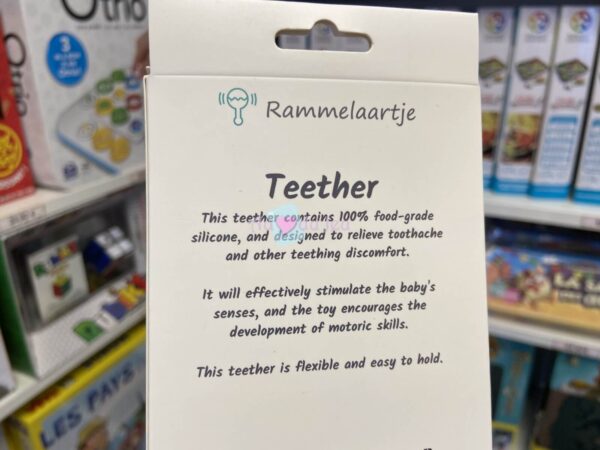 Otrio
3
Rammelaartje
Teether
This teether contains 100% food-grade
silicone, and designed to relieve toothache
and other teething discomfort.
It will effectively stimulate the baby's
senses, and the toy encourages the
development of motoric skills.
This teether is flexible and easy to hold.
LES PAYS